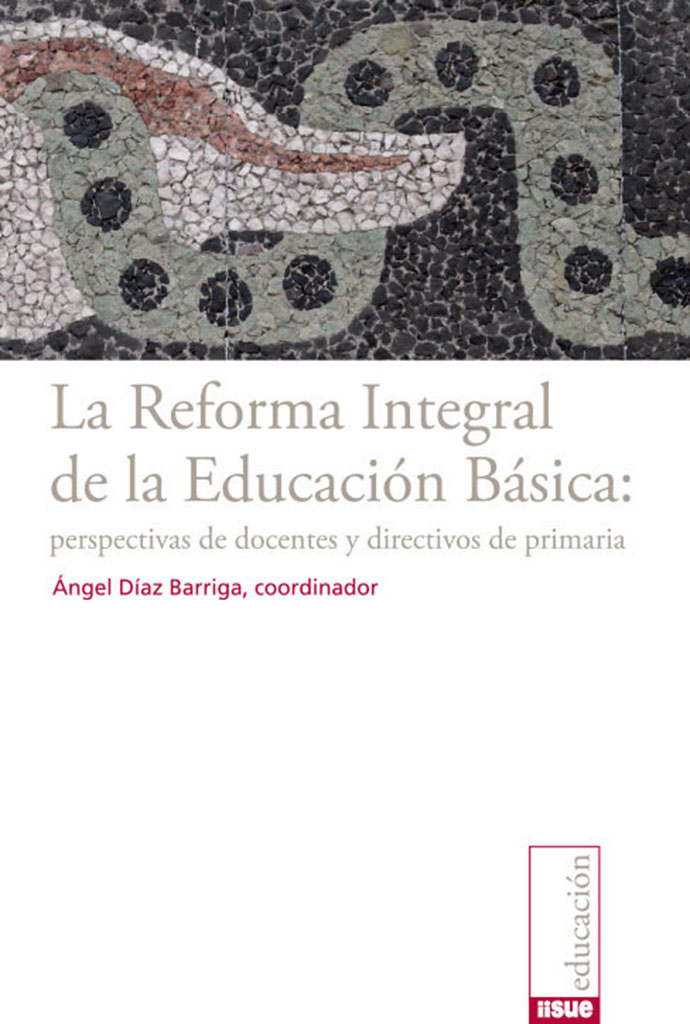 La Reforma Integral
de la Educación Básica:
perspectivas de docentes y directivos de primaria
Ángel Díaz Barriga, coordinador
educación
iisue